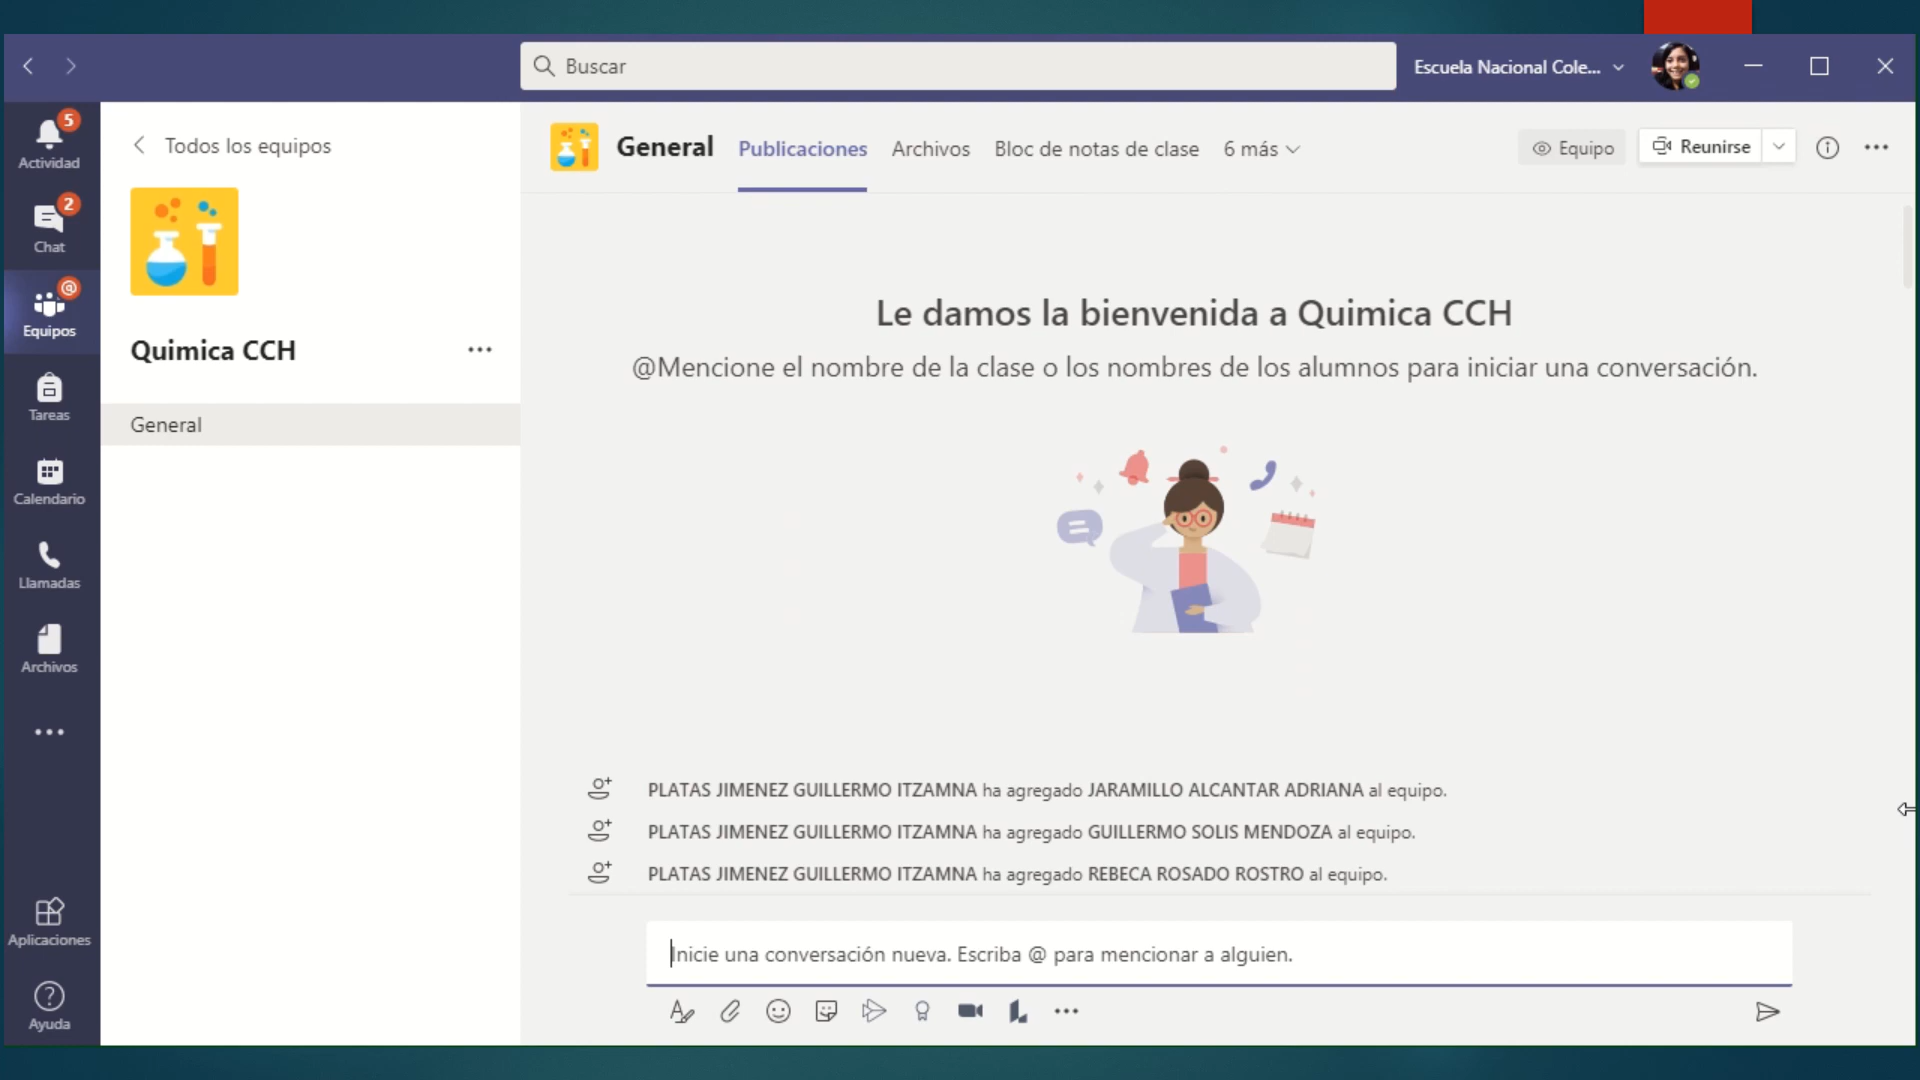 Buscar
Escuela Nacional Cole...
5
Actividad
2
Chat
@
Equipos
Tareas
Calendario
Llamadas
Archivos
Aplicaciones
Ayuda
Todos los equipos
Quimica CCH
General
General
Publicaciones
Archivos
Bloc de notas de clase
6 más
Equipo
Reunirse
Le damos la bienvenida a Quimica CCH
@Mencione el nombre de la clase o los nombres de los alumnos para iniciar una conversación.
PLATAS JIMENEZ GUILLERMO ITZAMNA ha agregado JARAMILLO ALCANTAR ADRIANA al equipo.
PLATAS JIMENEZ GUILLERMO ITZAMNA ha agregado GUILLERMO SOLIS MENDOZA al equipo.
PLATAS JIMENEZ GUILLERMO ITZAMNA ha agregado REBECA ROSADO ROSTRO al equipo.
Inicie una conversación nueva. Escriba @ para mencionar a alguien.